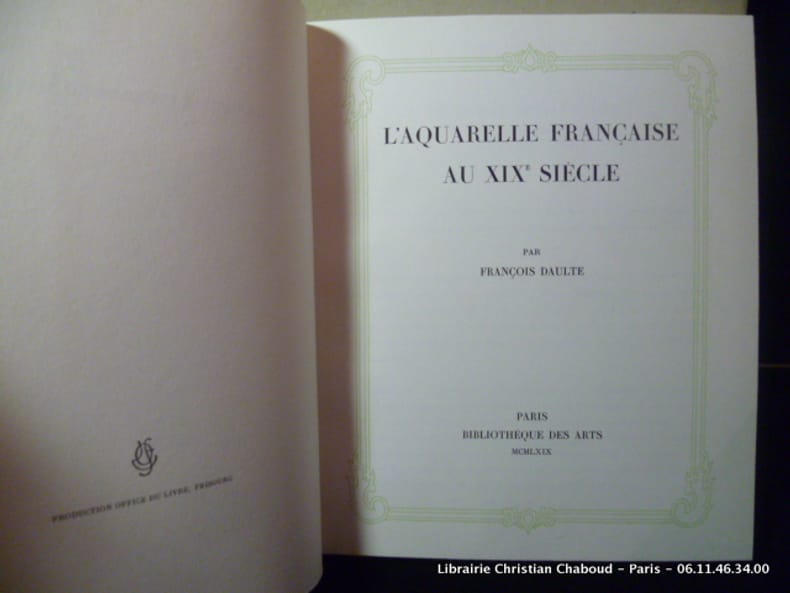 PRODUCTION OFFICE DU LIVRE, FRIBOURG
L'AQUARELLE FRANÇAISE
AU XIXe SIÈCLE
PAR
FRANÇOIS DAULTE
PARIS
BIBLIOTHÈQUE DES ARTS
MCMLXIX
Librairie Christian Chaboud - Paris - 06.11.46.34.00